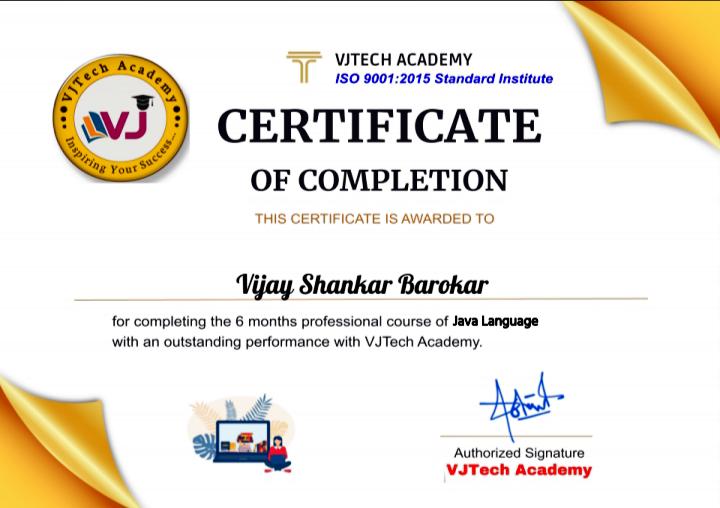 VJTech Academy
VJ
Inspiring Your Success...
VJTECH ACADEMY
ISO 9001:2015 Standard Institute
CERTIFICATE
OF COMPLETION
THIS CERTIFICATE IS AWARDED TO
Vijay Shankar Barokar
for completing the 6 months professional course of Java Language
with an outstanding performance with VJTech Academy.
Authorized Signature
VJTech Academy